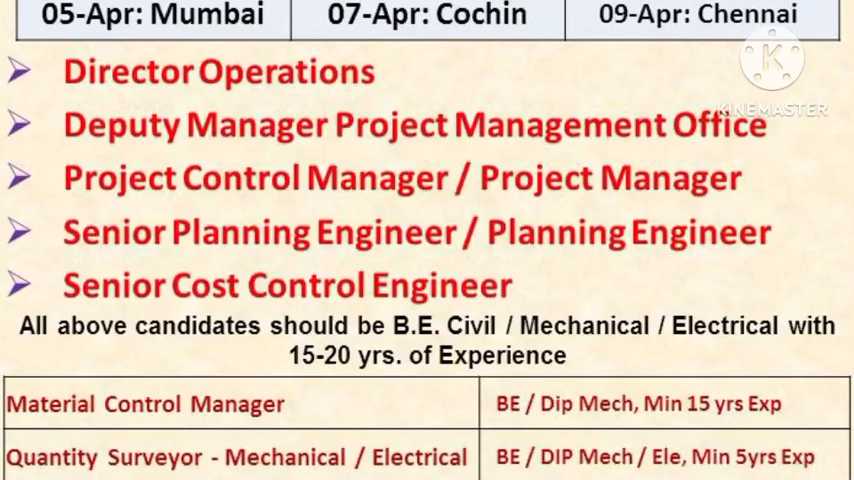 05-Apr: Mumbai 07-Apr: Cochin 09-Apr: Chennai
K
KINEMASTER
Director Operations
Deputy Manager Project Management Office
Project Control Manager / Project Manager
Senior Planning Engineer / Planning Engineer
Senior Cost Control Engineer
All above candidates should be B.E. Civil / Mechanical / Electrical with
15-20 yrs. of Experience
Material Control Manager BE / Dip Mech, Min 15 yrs Exp
Quantity Surveyor - Mechanical / Electrical BE / DIP Mech / Ele, Min 5yrs Exp